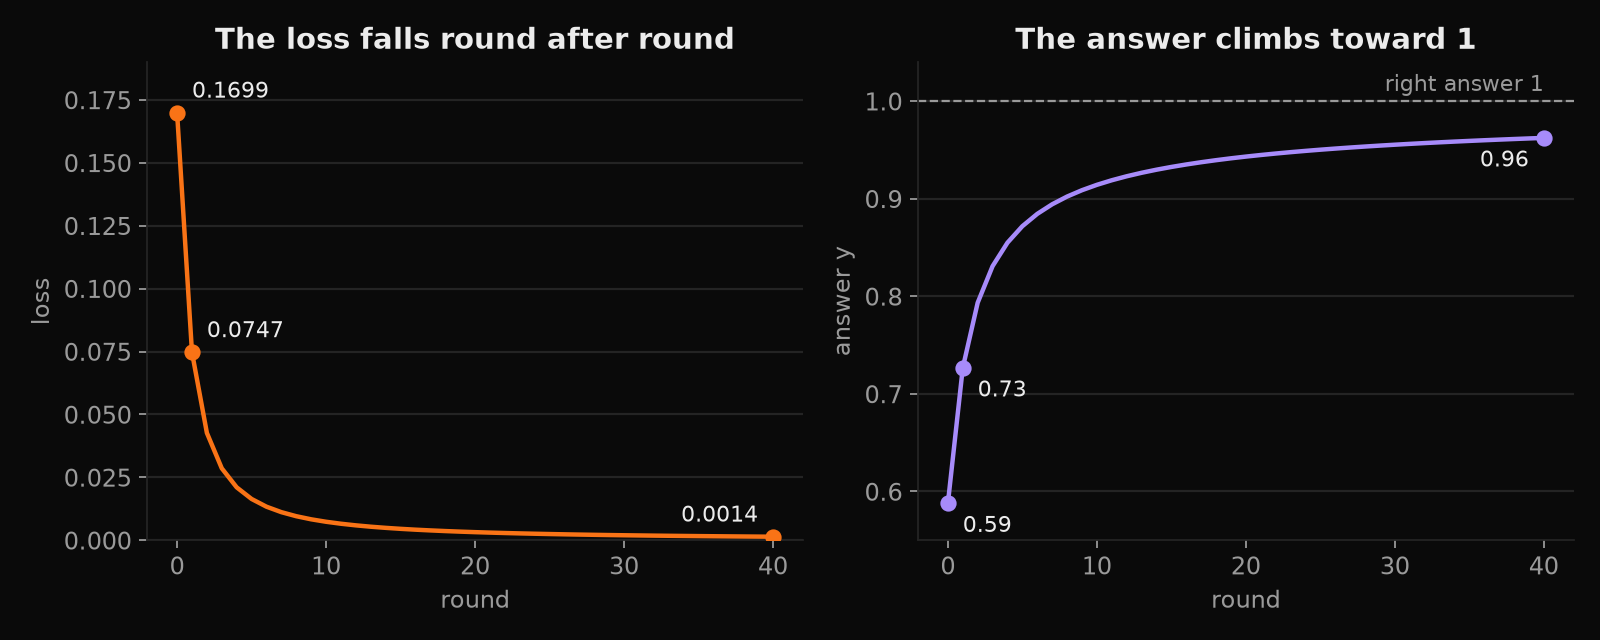 The loss falls round after round
0.175
0.150
0.125
0.100
0.075
0.050
0.025
0.000
loss
0.1699
0.0747
0.0014
0 10 20 30 40
round
The answer climbs toward 1
1.0
0.9
0.8
0.7
0.6
answer y
right answer 1
0.96
0.73
0.59
0 10 20 30 40
round